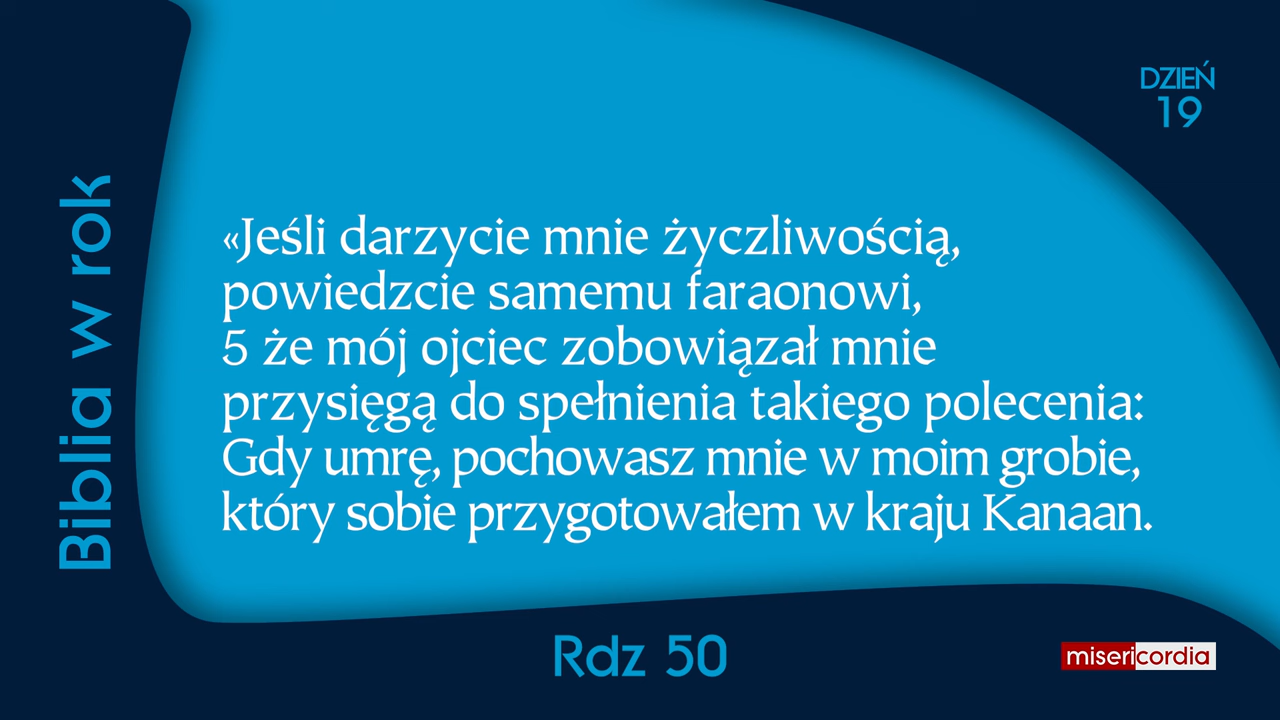 DZIEŃ
19
Biblia w rok
«Jeśli darzycie mnie życzliwością,
powiedzcie samemu faraonowi,
5 że mój ojciec zobowiązał mnie
przysięgą do spełnienia takiego polecenia:
Gdy umrę, pochowasz mnie w moim grobie,
który sobie przygotowałem w kraju Kanaan.
Rdz 50
misericordia